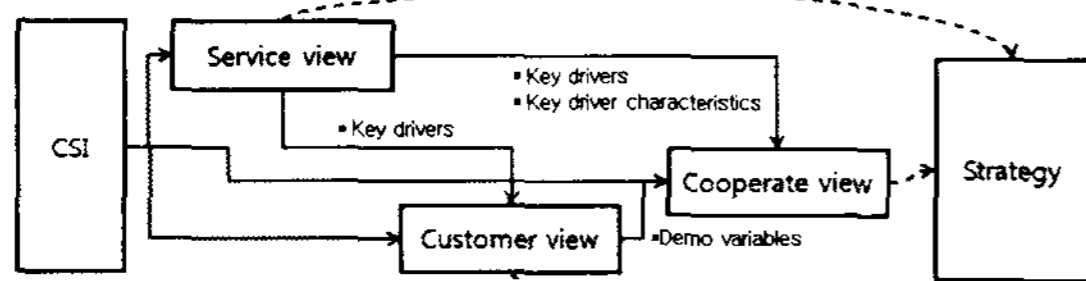 Service view
▪ Key drivers
▪ Key driver characteristics
▪ Key drivers
CSI
Cooperate view
Strategy
Customer view
▪Demo variables